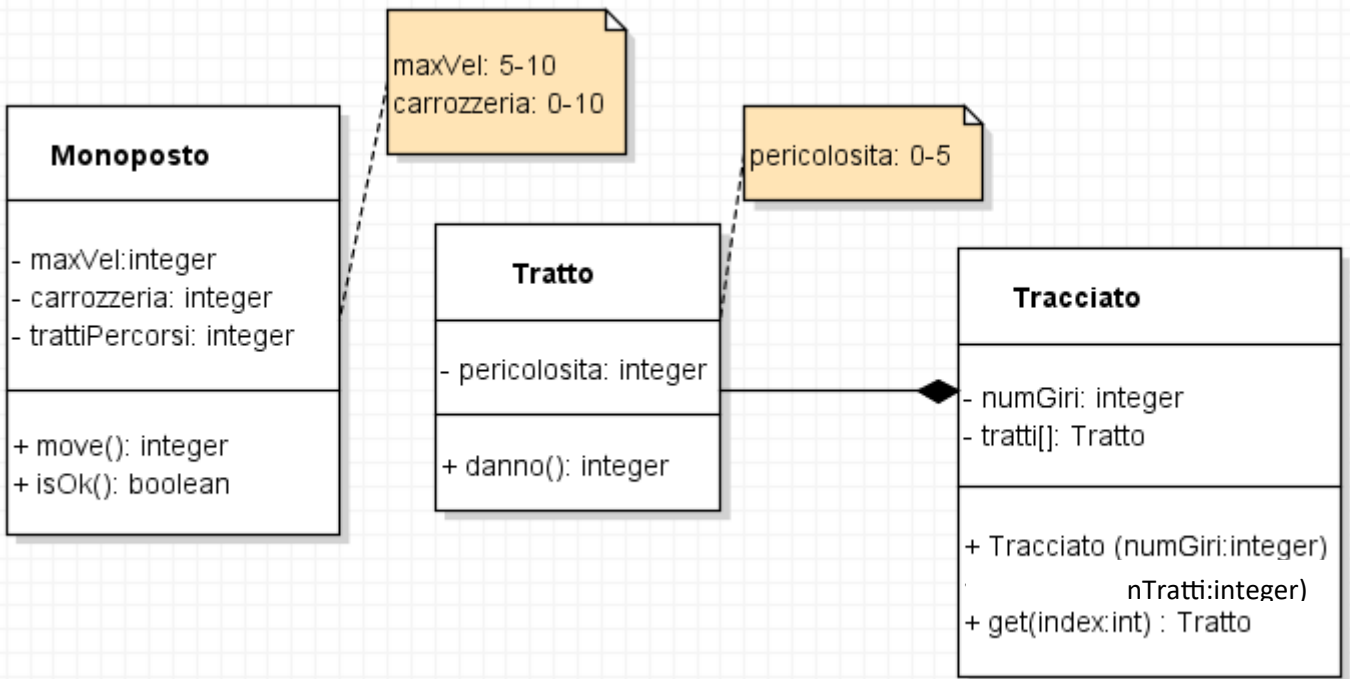 maxVel: 5-10
carrozzeria: 0-10
Monoposto
- maxVel:integer
- carrozzeria: integer
- trattiPercorsi: integer
+ move(): integer
+ isOk(): boolean
pericolosita: 0-5
Tratto
- pericolosita: integer
+ danno(): integer
Tracciato
- numGiri: integer
- tratti[]: Tratto
+ Tracciato (numGiri:integer)
nTratti:integer)
+ get(index:int) : Tratto